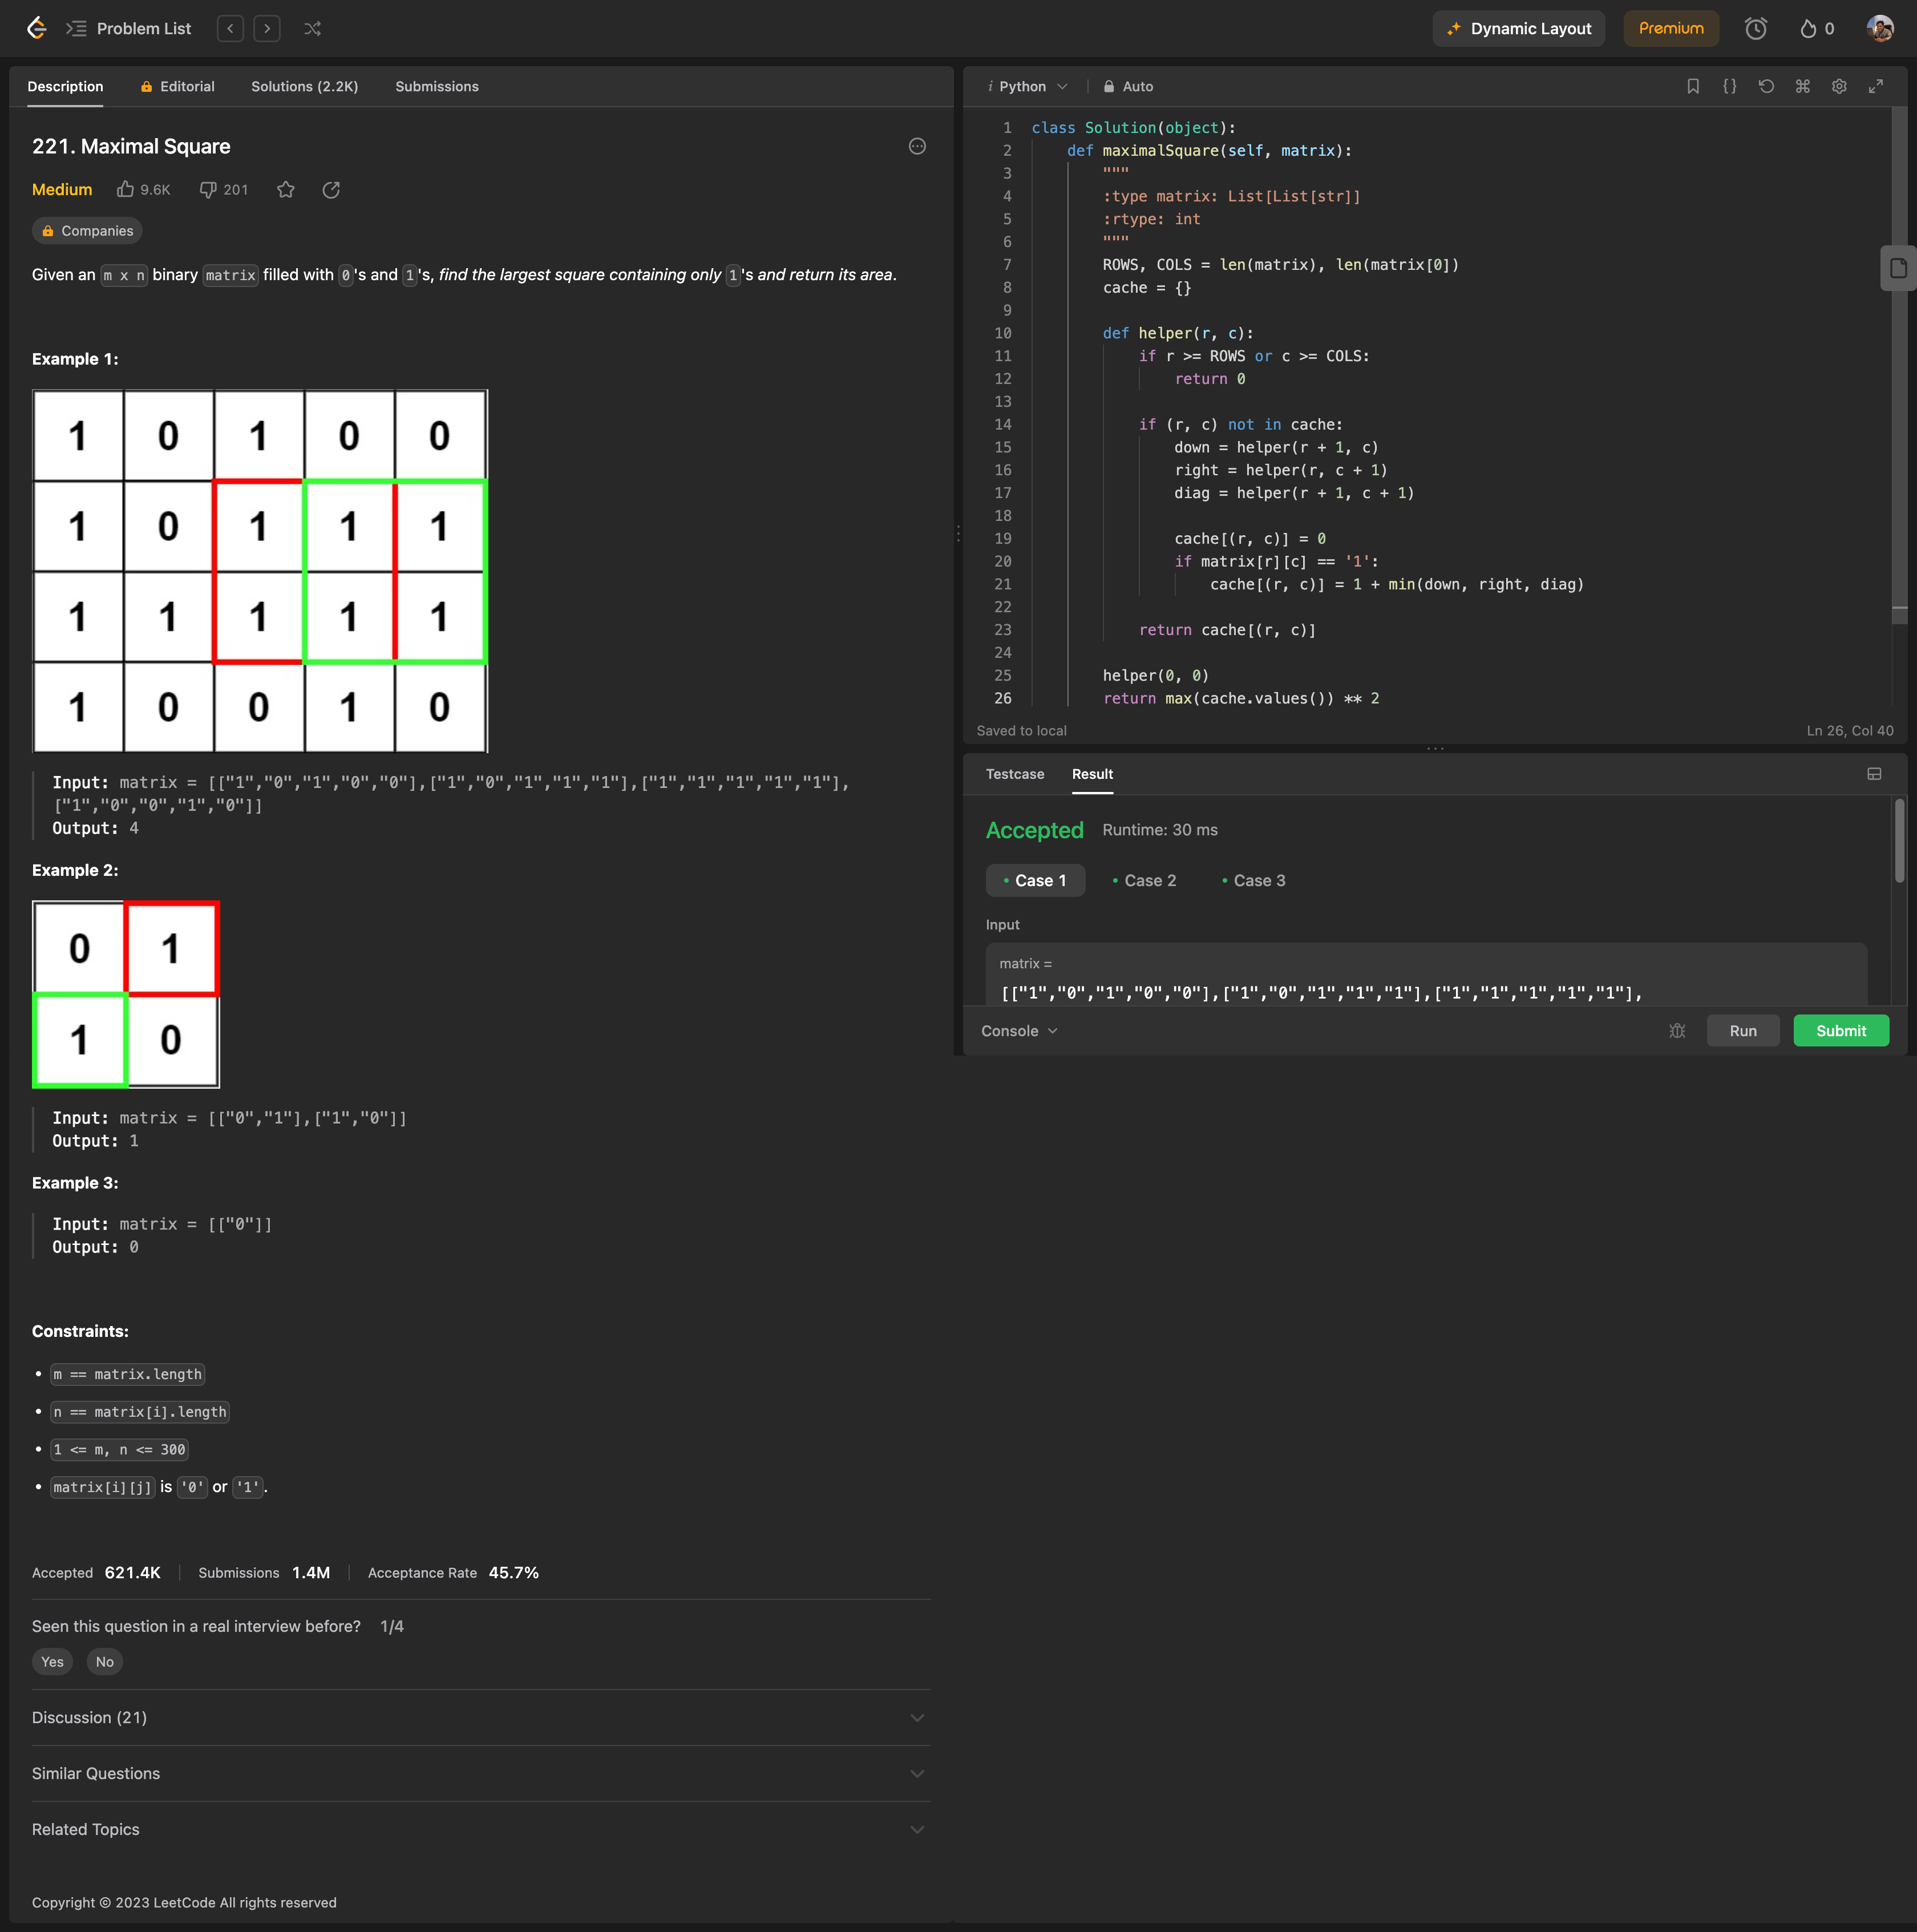 Problem List
Dynamic Layout
Premium
0
Description
Editorial
Solutions (2.2K)
Submissions
221. Maximal Square
Medium
9.6K
201
Companies
Given an m x n binary matrix filled with 0's and 1's, find the largest square containing only 1's and return its area.
Example 1:
1 0 1 0 0
1 0 1 1 1
1 1 1 1 1
1 0 0 1 0
Input: matrix = [["1","0","1","0","0"],["1","0","1","1","1"],["1","1","1","1","1"],
["1","0","0","1","0"]]
Output: 4
Example 2:
0 1
1 0
Input: matrix = [["0","1"],["1","0"]]
Output: 1
Example 3:
Input: matrix = [["0"]]
Output: 0
Constraints:
• m == matrix.length
• n == matrix[i].length
• 1 <= m, n <= 300
• matrix[i][j] is '0' or '1'.
Accepted 621.4K
Submissions 1.4M
Acceptance Rate 45.7%
Seen this question in a real interview before? 1/4
Yes
No
Discussion (21)
Similar Questions
Related Topics
Copyright © 2023 LeetCode All rights reserved
i Python
Auto
1 class Solution(object):
2 def maximalSquare(self, matrix):
3 """
4 :type matrix: List[List[str]]
5 :rtype: int
6 """
7 ROWS, COLS = len(matrix), len(matrix[0])
8 cache = {}
9
10 def helper(r, c):
11 if r >= ROWS or c >= COLS:
12 return 0
13
14 if (r, c) not in cache:
15 down = helper(r + 1, c)
16 right = helper(r, c + 1)
17 diag = helper(r + 1, c + 1)
18
19 cache[(r, c)] = 0
20 if matrix[r][c] == '1':
21 cache[(r, c)] = 1 + min(down, right, diag)
22
23 return cache[(r, c)]
24
25 helper(0, 0)
26 return max(cache.values()) ** 2
Saved to local
Ln 26, Col 40
Testcase
Result
Accepted
Runtime: 30 ms
• Case 1
• Case 2
• Case 3
Input
matrix =
[["1","0","1","0","0"],["1","0","1","1","1"],["1","1","1","1","1"],
Console
Run
Submit